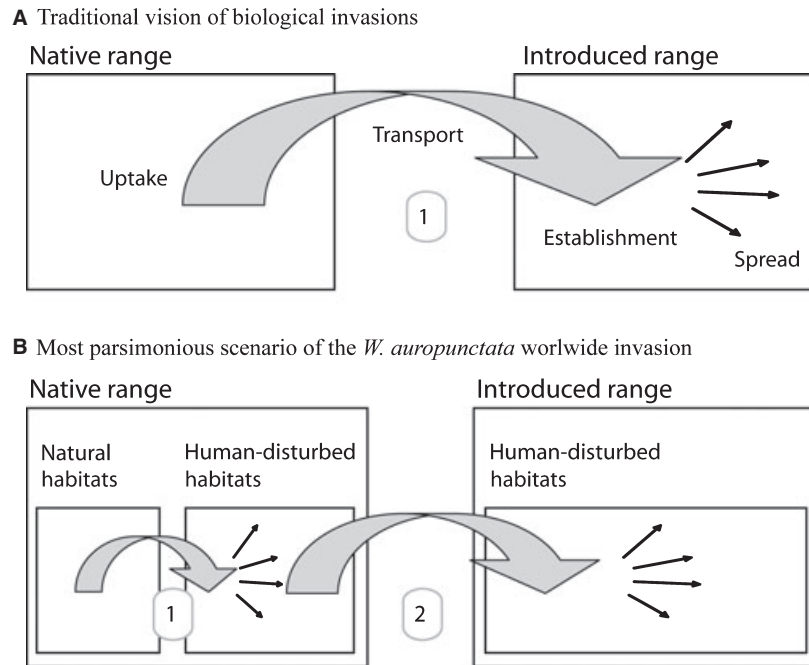 A Traditional vision of biological invasions
Native range
Introduced range
Transport
Uptake
1
Establishment
Spread
B Most parsimonious scenario of the W. auropunctata worlwide invasion
Native range
Introduced range
Natural
habitats
Human-disturbed
habitats
Human-disturbed
habitats
1
2